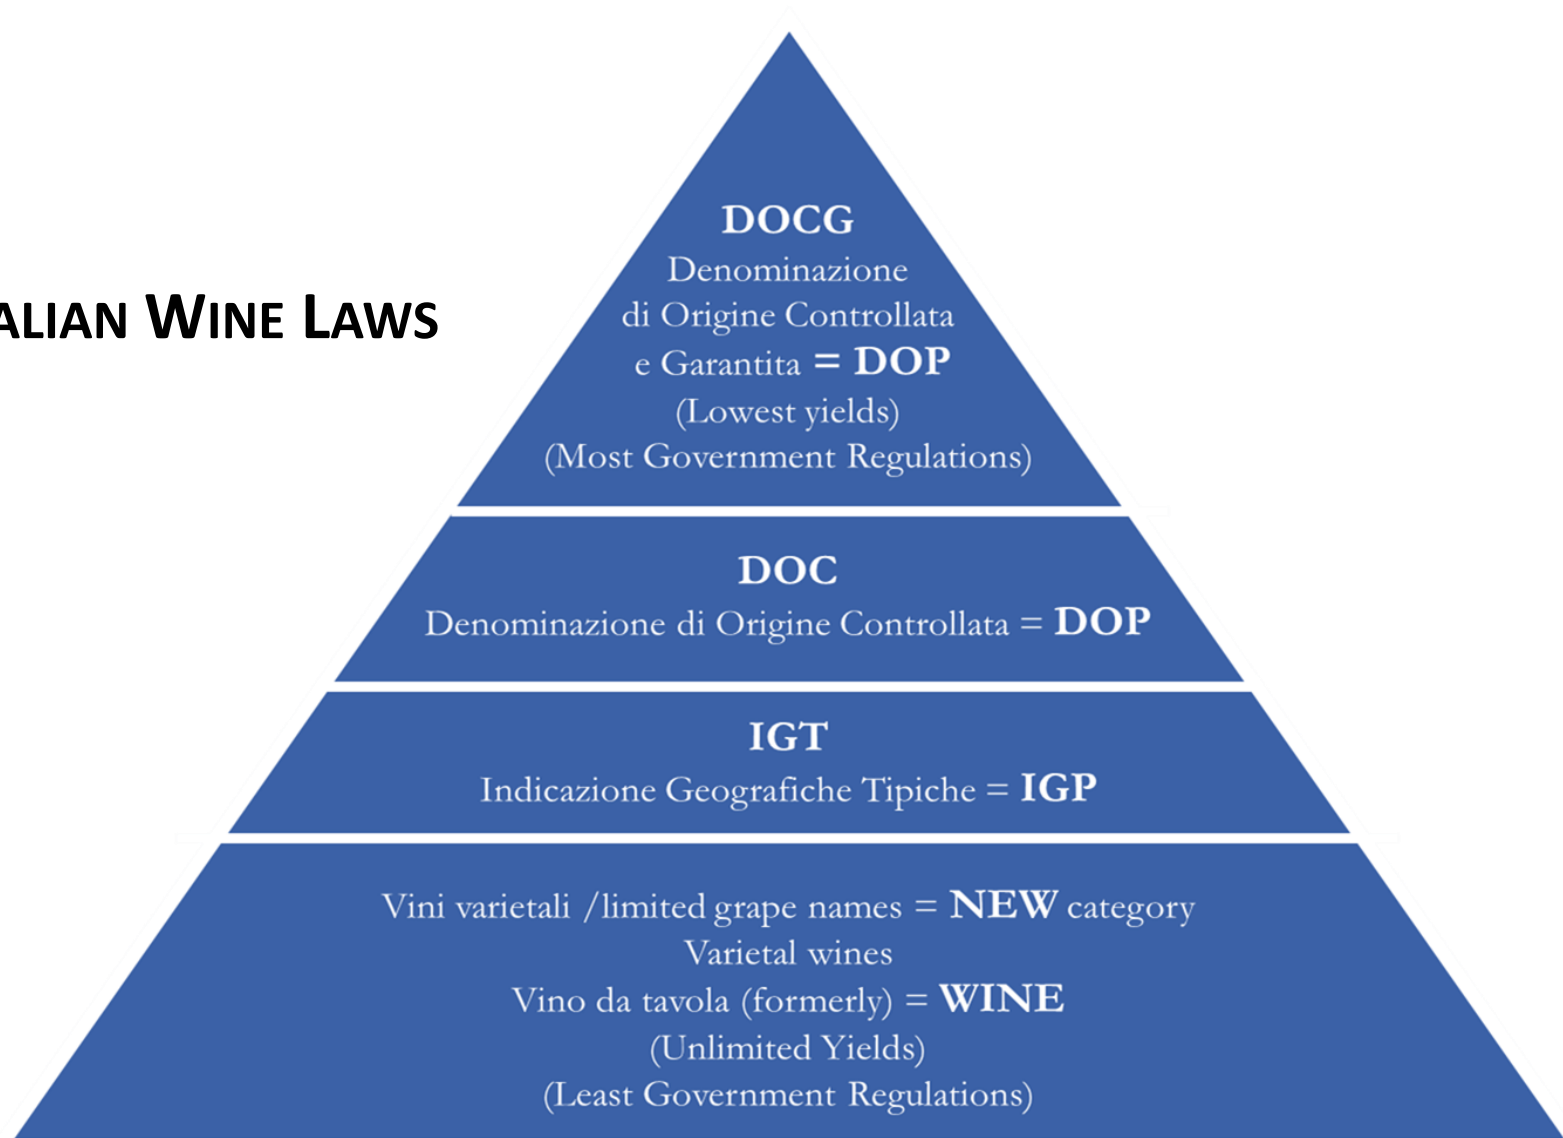 ALIAN WINE LAWS
DOCG
Denominazione
di Origine Controllata
e Garantita = DOP
(Lowest yields)
(Most Government Regulations)
DOC
Denominazione di Origine Controllata = DOP
IGT
Indicazione Geografiche Tipiche = IGP
Vini varietali /limited grape names = NEW category
Varietal wines
Vino da tavola (formerly) = WINE
(Unlimited Yields)
(Least Government Regulations)